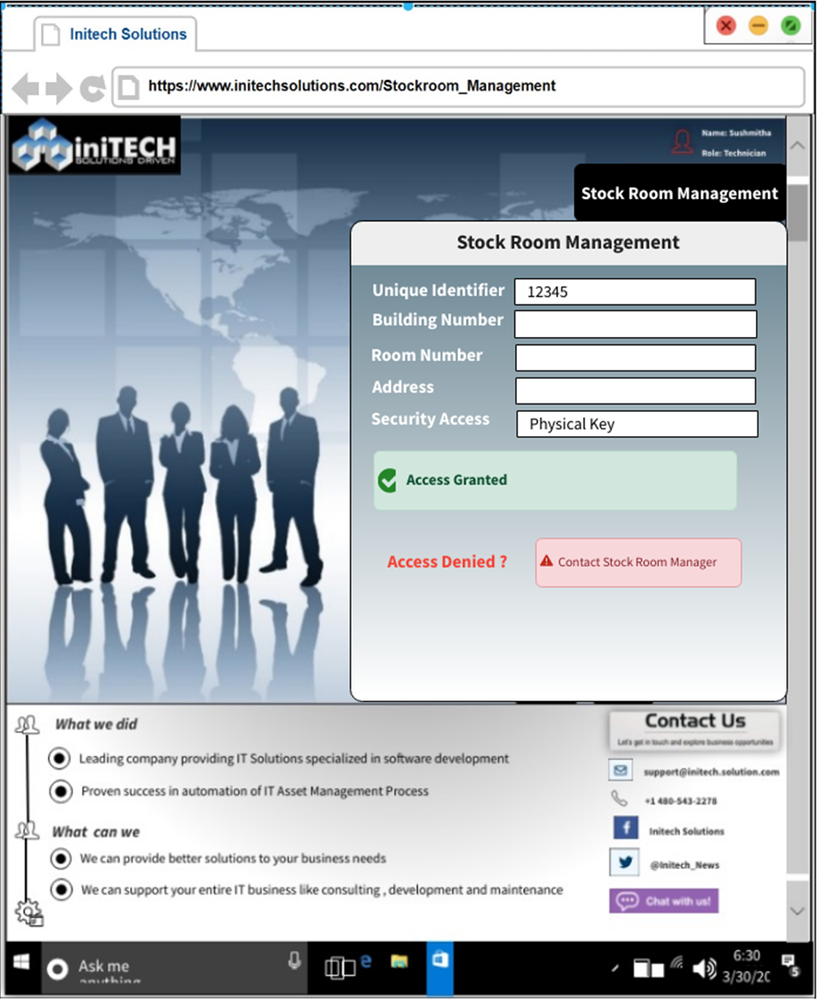 Initech Solutions
https://www.initechsolutions.com/Stockroom_Management
iniTECH
SOLUTIONS DRIVEN
Name: Sushmitha
Role: Technician
Stock Room Management
Stock Room Management
Unique Identifier 12345
Building Number
Room Number
Address
Security Access Physical Key
Access Granted
Access Denied ? Contact Stock Room Manager
What we did
Leading company providing IT Solutions specialized in software development
Proven success in automation of IT Asset Management Process
What can we
We can provide better solutions to your business needs
We can support your entire IT business like consulting , development and maintenance
Contact Us
Let's get in touch and explore business opportunities
support@initech.solution.com
+1 480-543-2278
Initech Solutions
@Initech_News
Chat with us!
Ask me
anything
6:30
3/30/20
5